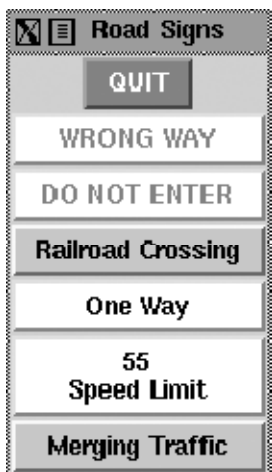 Road Signs
QUIT
WRONG WAY
DO NOT ENTER
Railroad Crossing
One Way
55
Speed Limit
Merging Traffic